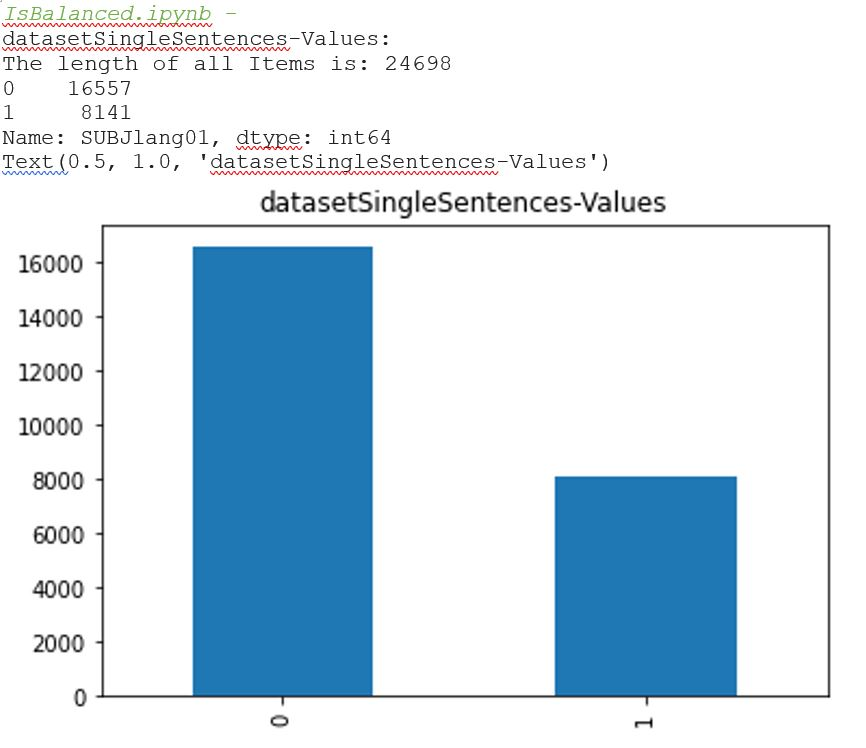 IsBalanced.ipynb –
datasetSingleSentences-Values:
The length of all Items is: 24698
0    16557
1     8141
Name: SUBJlang01, dtype: int64
Text(0.5, 1.0, 'datasetSingleSentences-Values')
datasetSingleSentences-Values
16000
14000
12000
10000
8000
6000
4000
2000
0
0 1